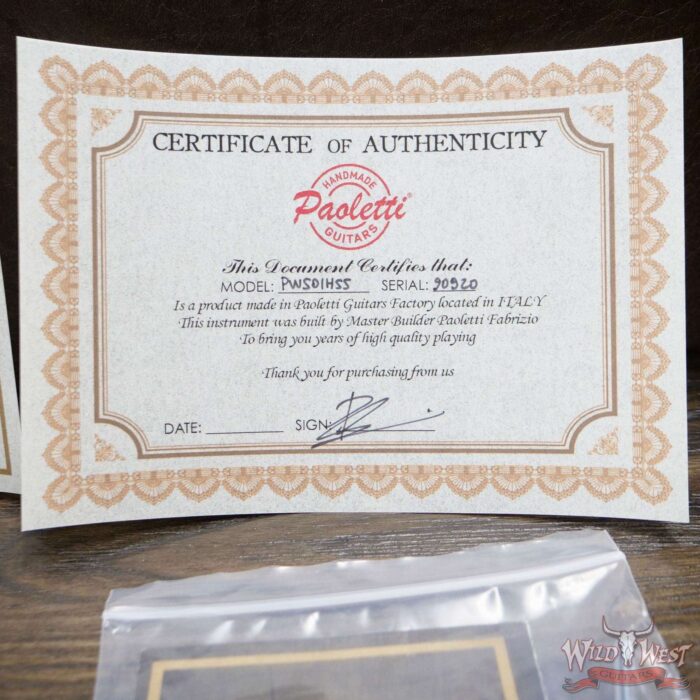 CERTIFICATE OF AUTHENTICITY
HANDMADE
Paoletti®
GUITARS
This Document Certifies that:
MODEL: PWS01HSS SERIAL: 90920
Is a product made in Paoletti Guitars Factory located in ITALY
This instrument was built by Master Builder Paoletti Fabrizio
To bring you years of high quality playing
Thank you for purchasing from us
DATE: SIGN:
WILD WEST
GUITARS